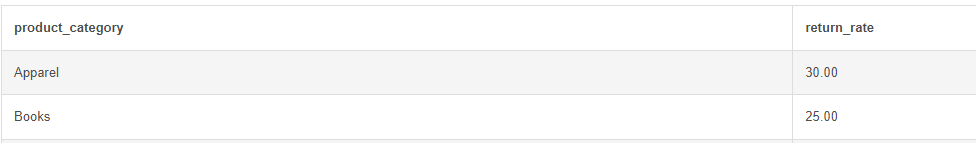 product_category return_rate
Apparel 30.00
Books 25.00